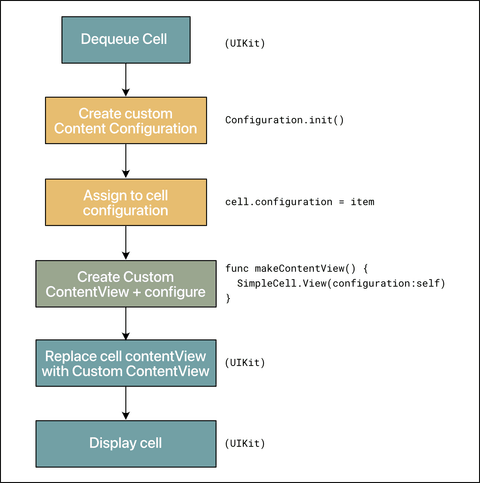 Dequeue Cell
(UIKit)
Create custom
Content Configuration
Configuration.init()
Assign to cell
configuration
cell.configuration = item
Create Custom
ContentView + configure
func makeContentView() {
SimpleCell.View(configuration:self)
}
Replace cell contentView
with Custom ContentView
(UIKit)
Display cell
(UIKit)